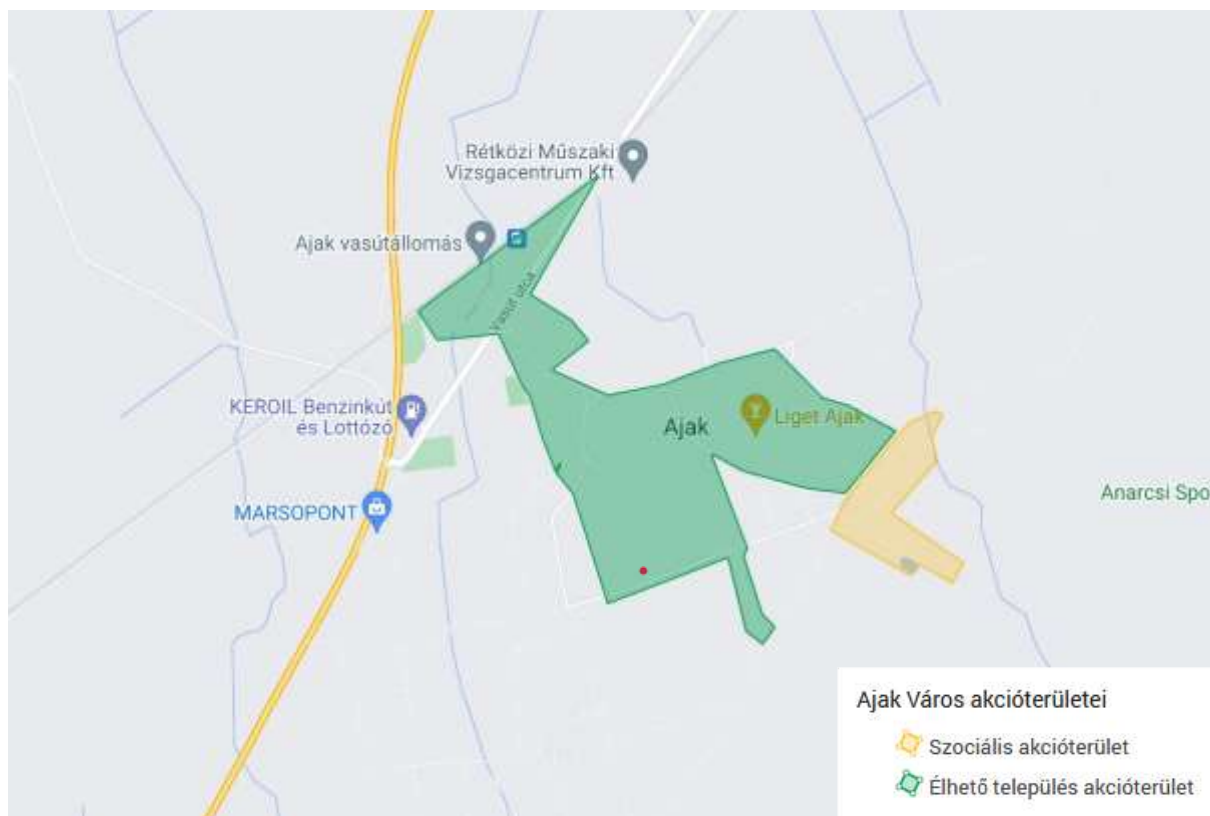 Rétközi Műszaki
Vizsgacentrum Kft
Ajak vasútállomás
Vasút utca
KEROIL Benzinkút
és Lottózó
Ajak
Liget Ajak
MARSOPONT
Anarcsi Spo
Ajak Város akcióterületei
Szociális akcióterület
Élhető település akcióterület